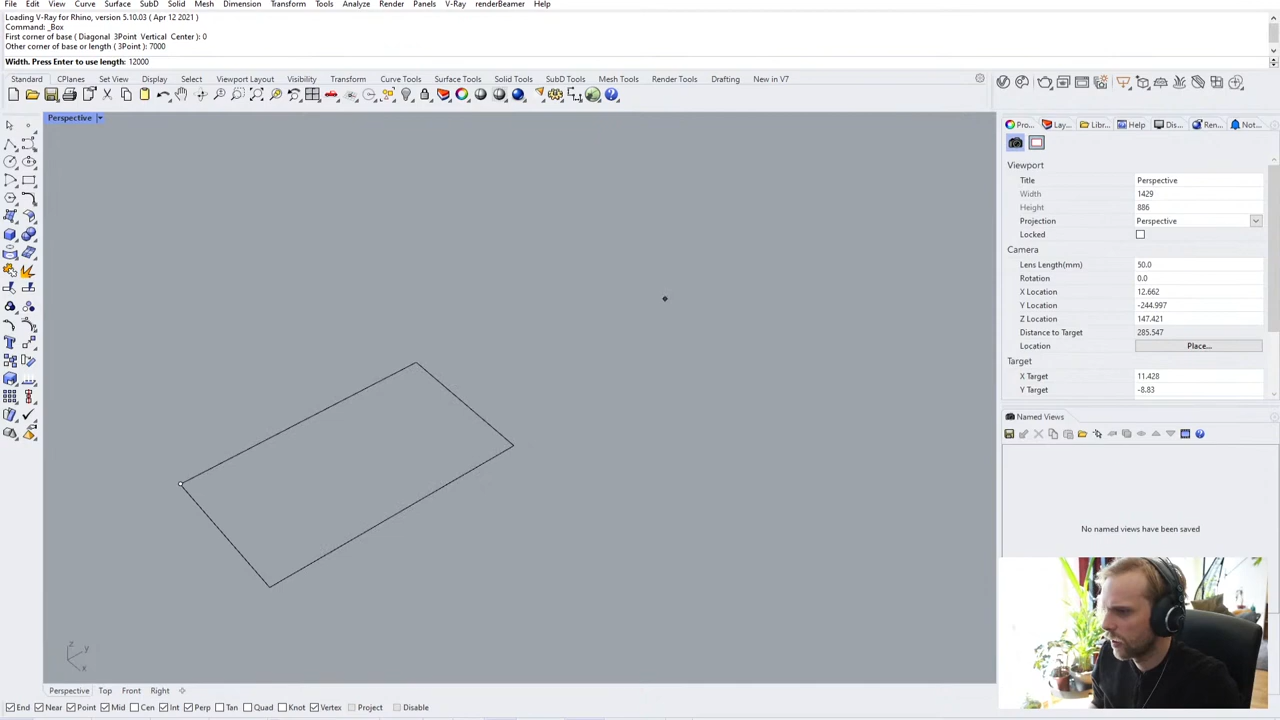 File Edit View Curve Surface SubD Solid Mesh Dimension Transform Tools Analyze Render Panels V-Ray renderBeamer Help
Loading V-Ray for Rhino, version 5.10.03 ( Apr 12 2021 )
Command: _Box
First corner of base ( Diagonal 3Point Vertical Center ): 0
Other corner of base or length ( 3Point ): 7000
Width. Press Enter to use length: 12000
Standard CPlanes Set View Display Select Viewport Layout Visibility Transform Curve Tools Surface Tools Solid Tools SubD Tools Mesh Tools Render Tools Drafting New in V7
Perspective
Pro... Lay... Libr... Help Dis... Ren... Not...
Viewport
Title Perspective
Width 1429
Height 886
Projection Perspective
Locked
Camera
Lens Length(mm) 50.0
Rotation 0.0
X Location 12.662
Y Location -244.997
Z Location 147.421
Distance to Target 285.547
Location Place...
Target
X Target 11.428
Y Target -8.83
Named Views
No named views have been saved
z y x
Perspective Top Front Right
End Near Point Mid Cen Int Perp Tan Quad Knot Vertex Project Disable